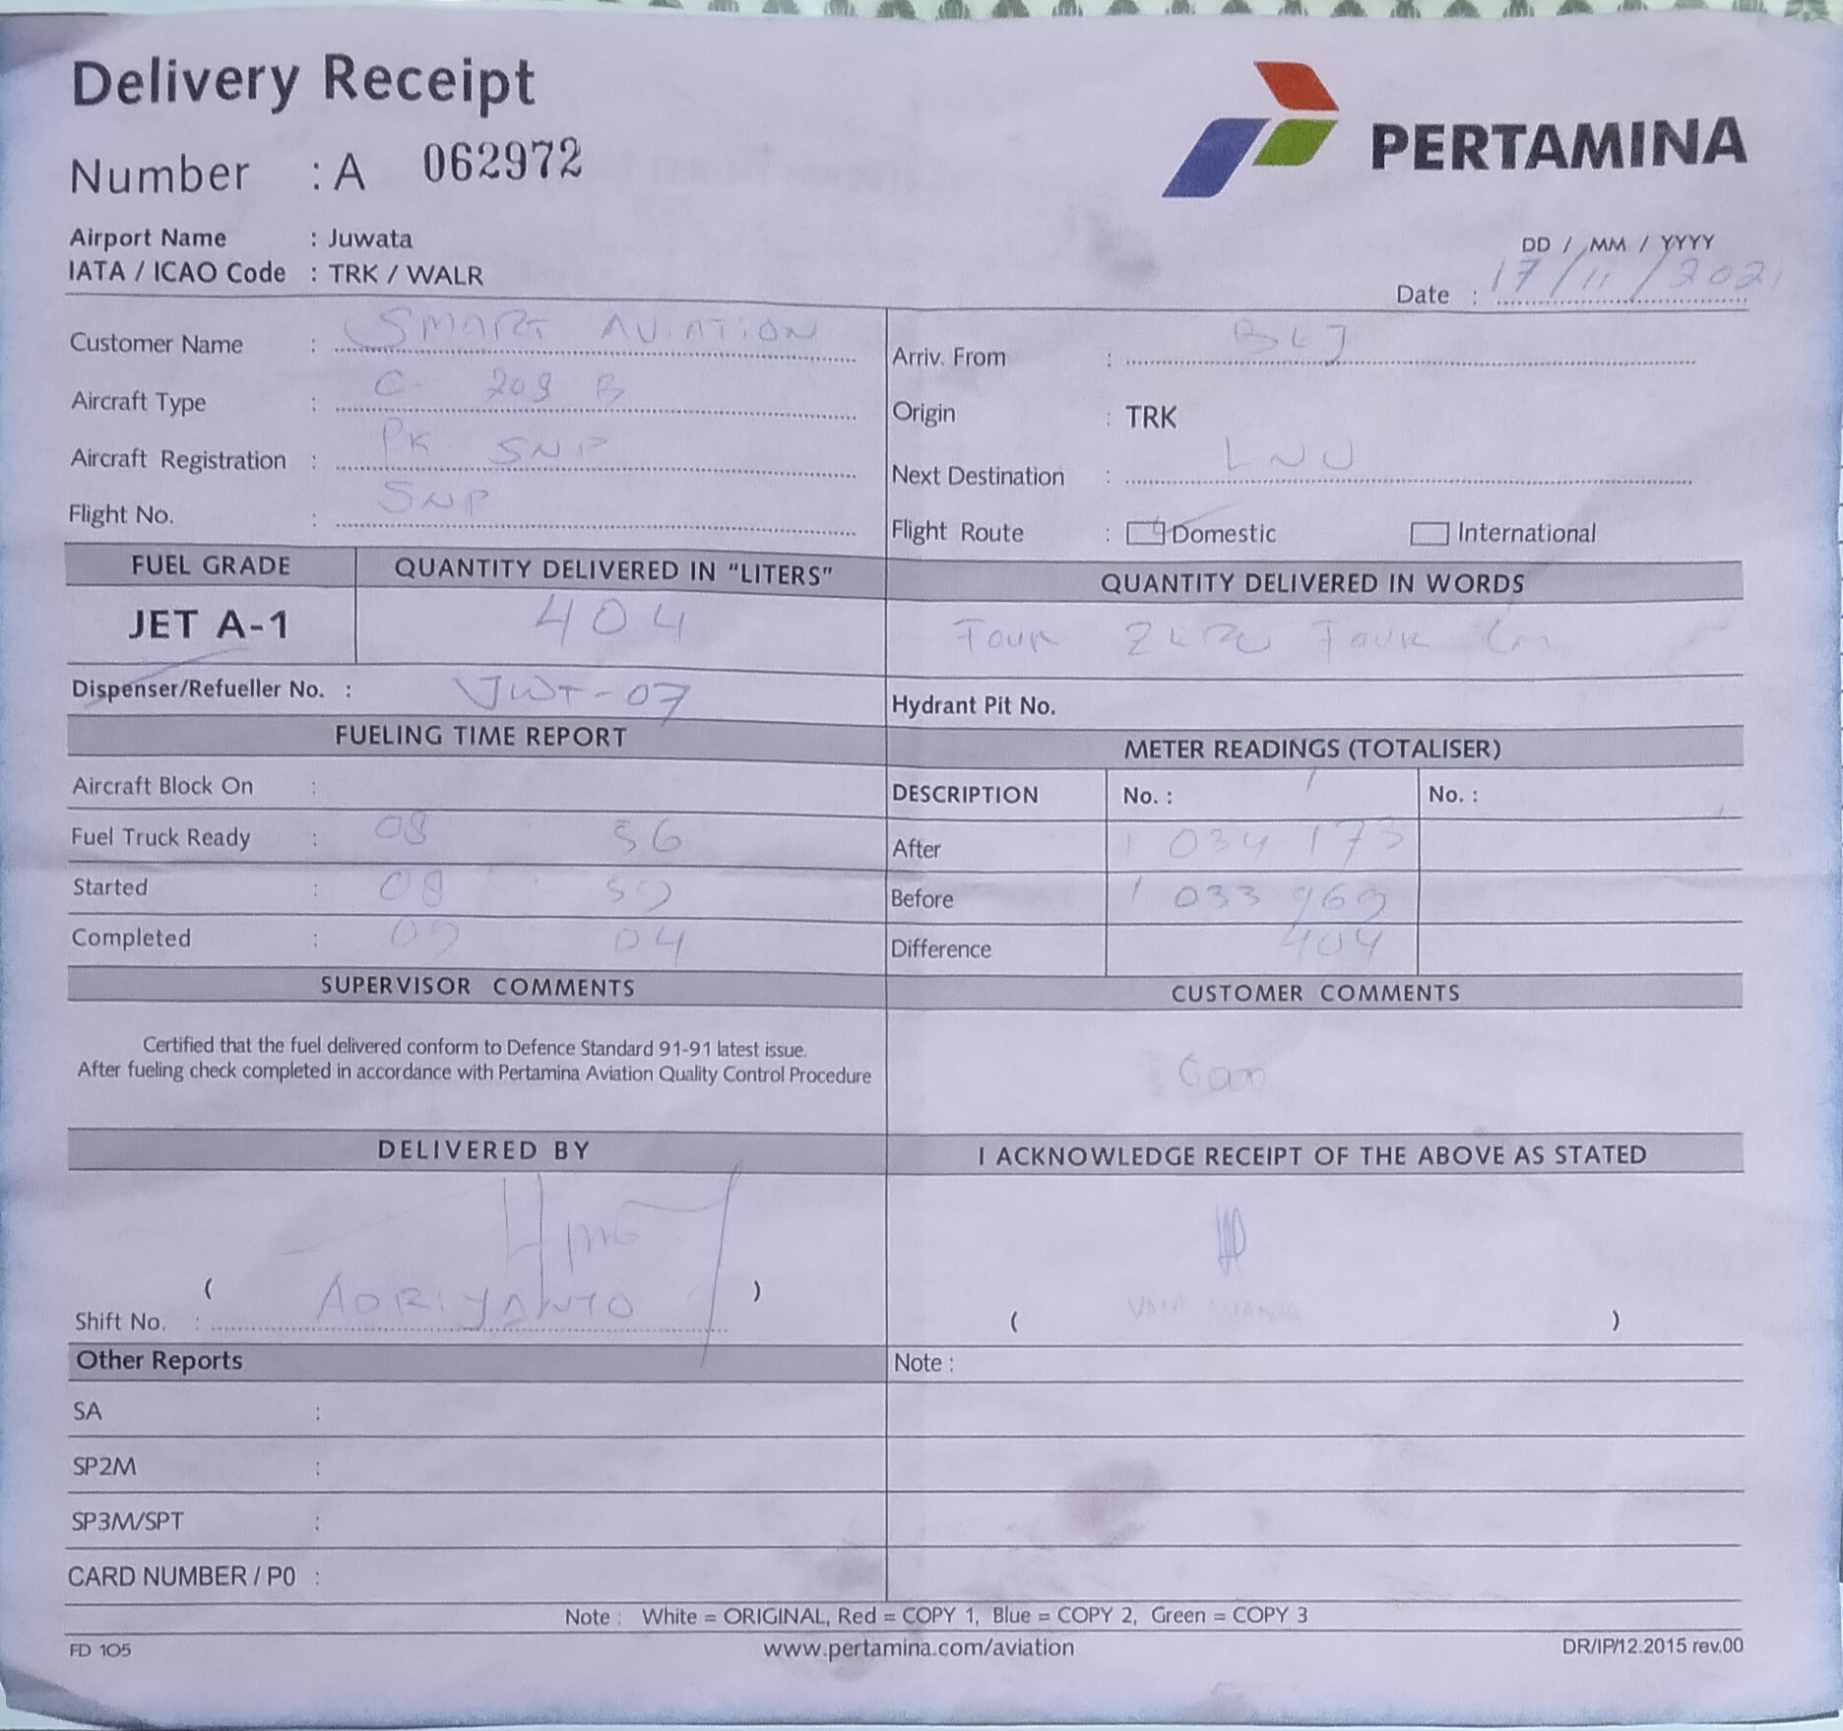 Delivery Receipt
PERTAMINA
Number : A 062972
Airport Name : Juwata
IATA / ICAO Code : TRK / WALR
DD / MM / YYYY
Date : 17/11/2021
Customer Name : SMART AVIATION
Arriv. From :
Aircraft Type : C- 208 B
Origin : TRK
Aircraft Registration : PK SNP
Next Destination : LNU
Flight No. : SNP
Flight Route : Domestic International
FUEL GRADE QUANTITY DELIVERED IN "LITERS" QUANTITY DELIVERED IN WORDS
JET A-1 404 FOUR ZERO FOUR
Dispenser/Refueller No. : JWT-07
Hydrant Pit No.
FUELING TIME REPORT METER READINGS (TOTALISER)
Aircraft Block On :
DESCRIPTION No. : 1 No. :
Fuel Truck Ready : 08 56
After 1 034 173
Started : 08
Before 1 033
Completed : 09 04
Difference 404
SUPERVISOR COMMENTS CUSTOMER COMMENTS
Certified that the fuel delivered conform to Defence Standard 91-91 latest issue.
After fueling check completed in accordance with Pertamina Aviation Quality Control Procedure
DELIVERED BY I ACKNOWLEDGE RECEIPT OF THE ABOVE AS STATED
( ADRIYANTO )
Shift No. :
( )
Other Reports Note :
SA :
SP2M :
SP3M/SPT :
CARD NUMBER / P0 :
Note : White = ORIGINAL, Red = COPY 1, Blue = COPY 2, Green = COPY 3
FD 105 www.pertamina.com/aviation DR/IP/12.2015 rev.00